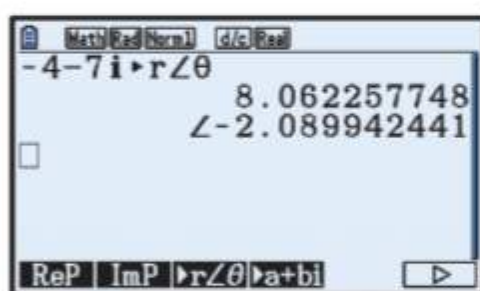 Math Rad Norm1 d/c Real
-4-7i▸r∠θ
8.062257748
∠-2.089942441
ReP ImP ▸r∠θ ▸a+bi ▷